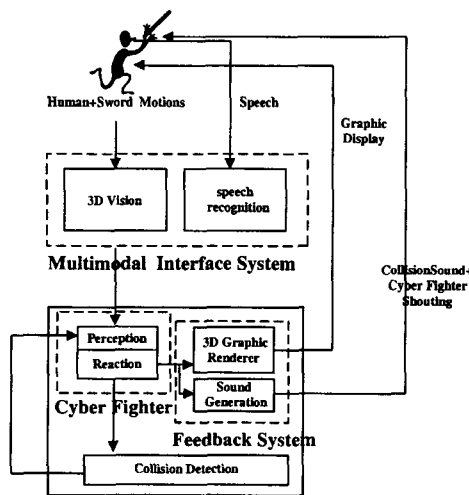 Human+Sword Motions
Speech
Graphic
Display
3D Vision
speech
recognition
Multimodal Interface System
CollisionSound+
Cyber Fighter
Shouting
Perception
Reaction
3D Graphic
Renderer
Sound
Generation
Cyber Fighter
Feedback System
Collision Detection